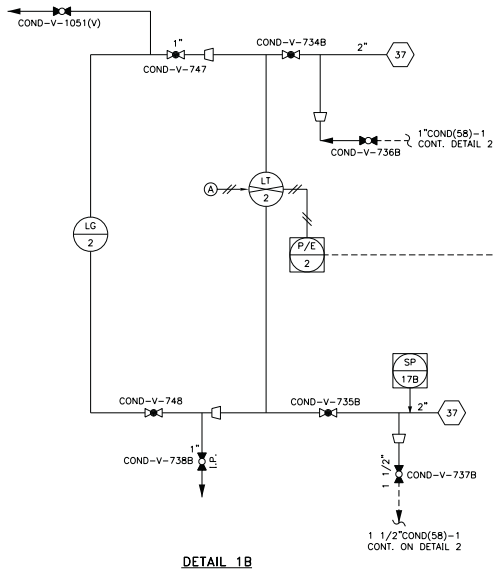 COND-V-1051(V)
1"
COND-V-747
COND-V-734B
2"
37
COND-V-736B
1"COND(58)-1
CONT. DETAIL 2
A
LT
2
LG
2
P/E
2
SP
17B
COND-V-748
COND-V-735B
2"
37
1"
I.P.
COND-V-738B
1 1/2"
COND-V-737B
1 1/2"COND(58)-1
CONT. ON DETAIL 2
DETAIL 1B